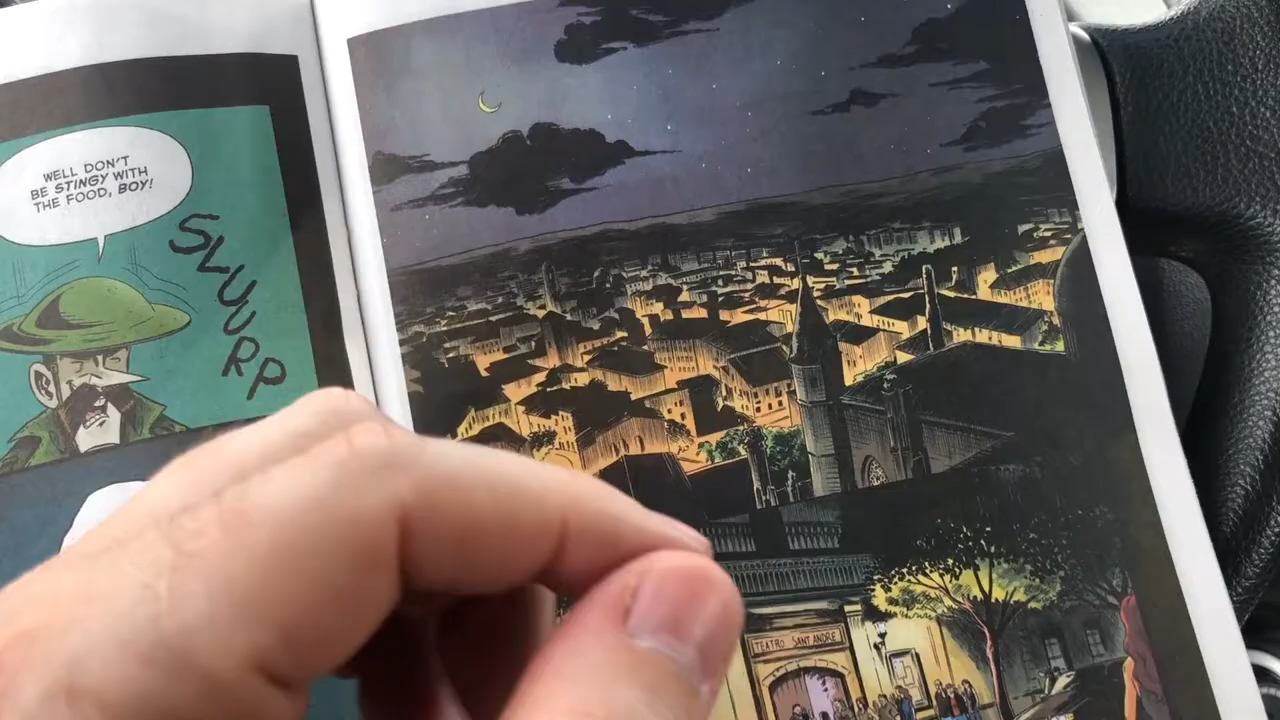 WELL DON'T
BE STINGY WITH
THE FOOD, BOY!
SLUURP
TEATRO SANT'ANDRE